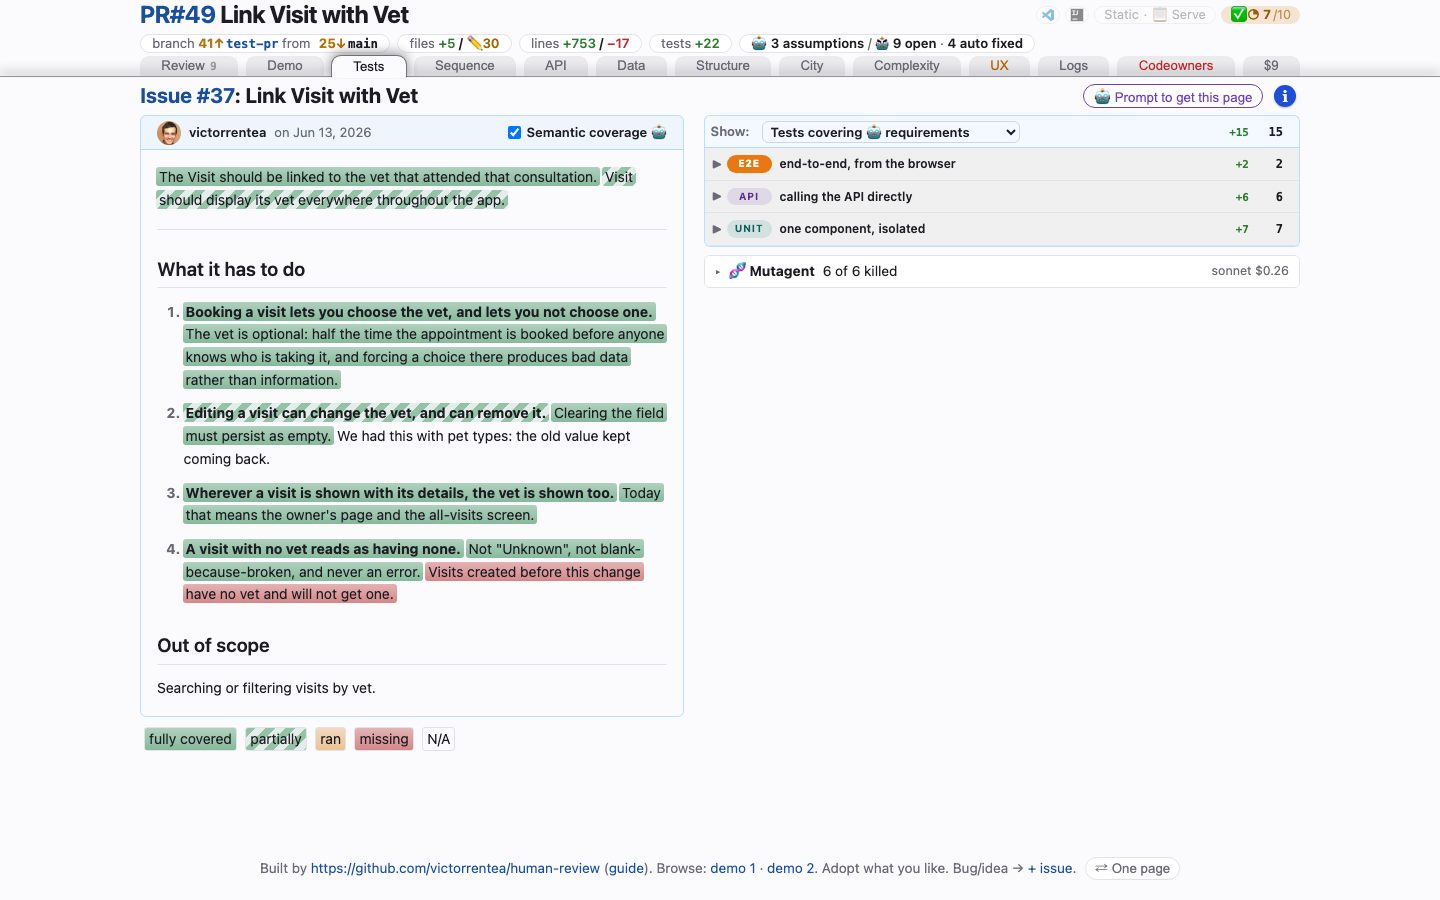 PR#49 Link Visit with Vet
Static · Serve
7/10
branch 41↑ test-pr from 25↓ main
files +5 / 30
lines +753 / −17
tests +22
3 assumptions / 9 open · 4 auto fixed
Review 9
Demo
Tests
Sequence
API
Data
Structure
City
Complexity
UX
Logs
Codeowners
$9
Issue #37: Link Visit with Vet
Prompt to get this page
i
victorrentea on Jun 13, 2026
Semantic coverage
The Visit should be linked to the vet that attended that consultation. Visit
should display its vet everywhere throughout the app.
What it has to do
1. Booking a visit lets you choose the vet, and lets you not choose one.
The vet is optional: half the time the appointment is booked before anyone
knows who is taking it, and forcing a choice there produces bad data
rather than information.
2. Editing a visit can change the vet, and can remove it. Clearing the field
must persist as empty. We had this with pet types: the old value kept
coming back.
3. Wherever a visit is shown with its details, the vet is shown too. Today
that means the owner's page and the all-visits screen.
4. A visit with no vet reads as having none. Not "Unknown", not blank-
because-broken, and never an error. Visits created before this change
have no vet and will not get one.
Out of scope
Searching or filtering visits by vet.
fully covered
partially
ran
missing
N/A
Show: Tests covering requirements +15 15
E2E end-to-end, from the browser +2 2
API calling the API directly +6 6
UNIT one component, isolated +7 7
Mutagent 6 of 6 killed sonnet $0.26
Built by https://github.com/victorrentea/human-review (guide). Browse: demo 1 · demo 2. Adopt what you like. Bug/idea → + issue.
⇄ One page